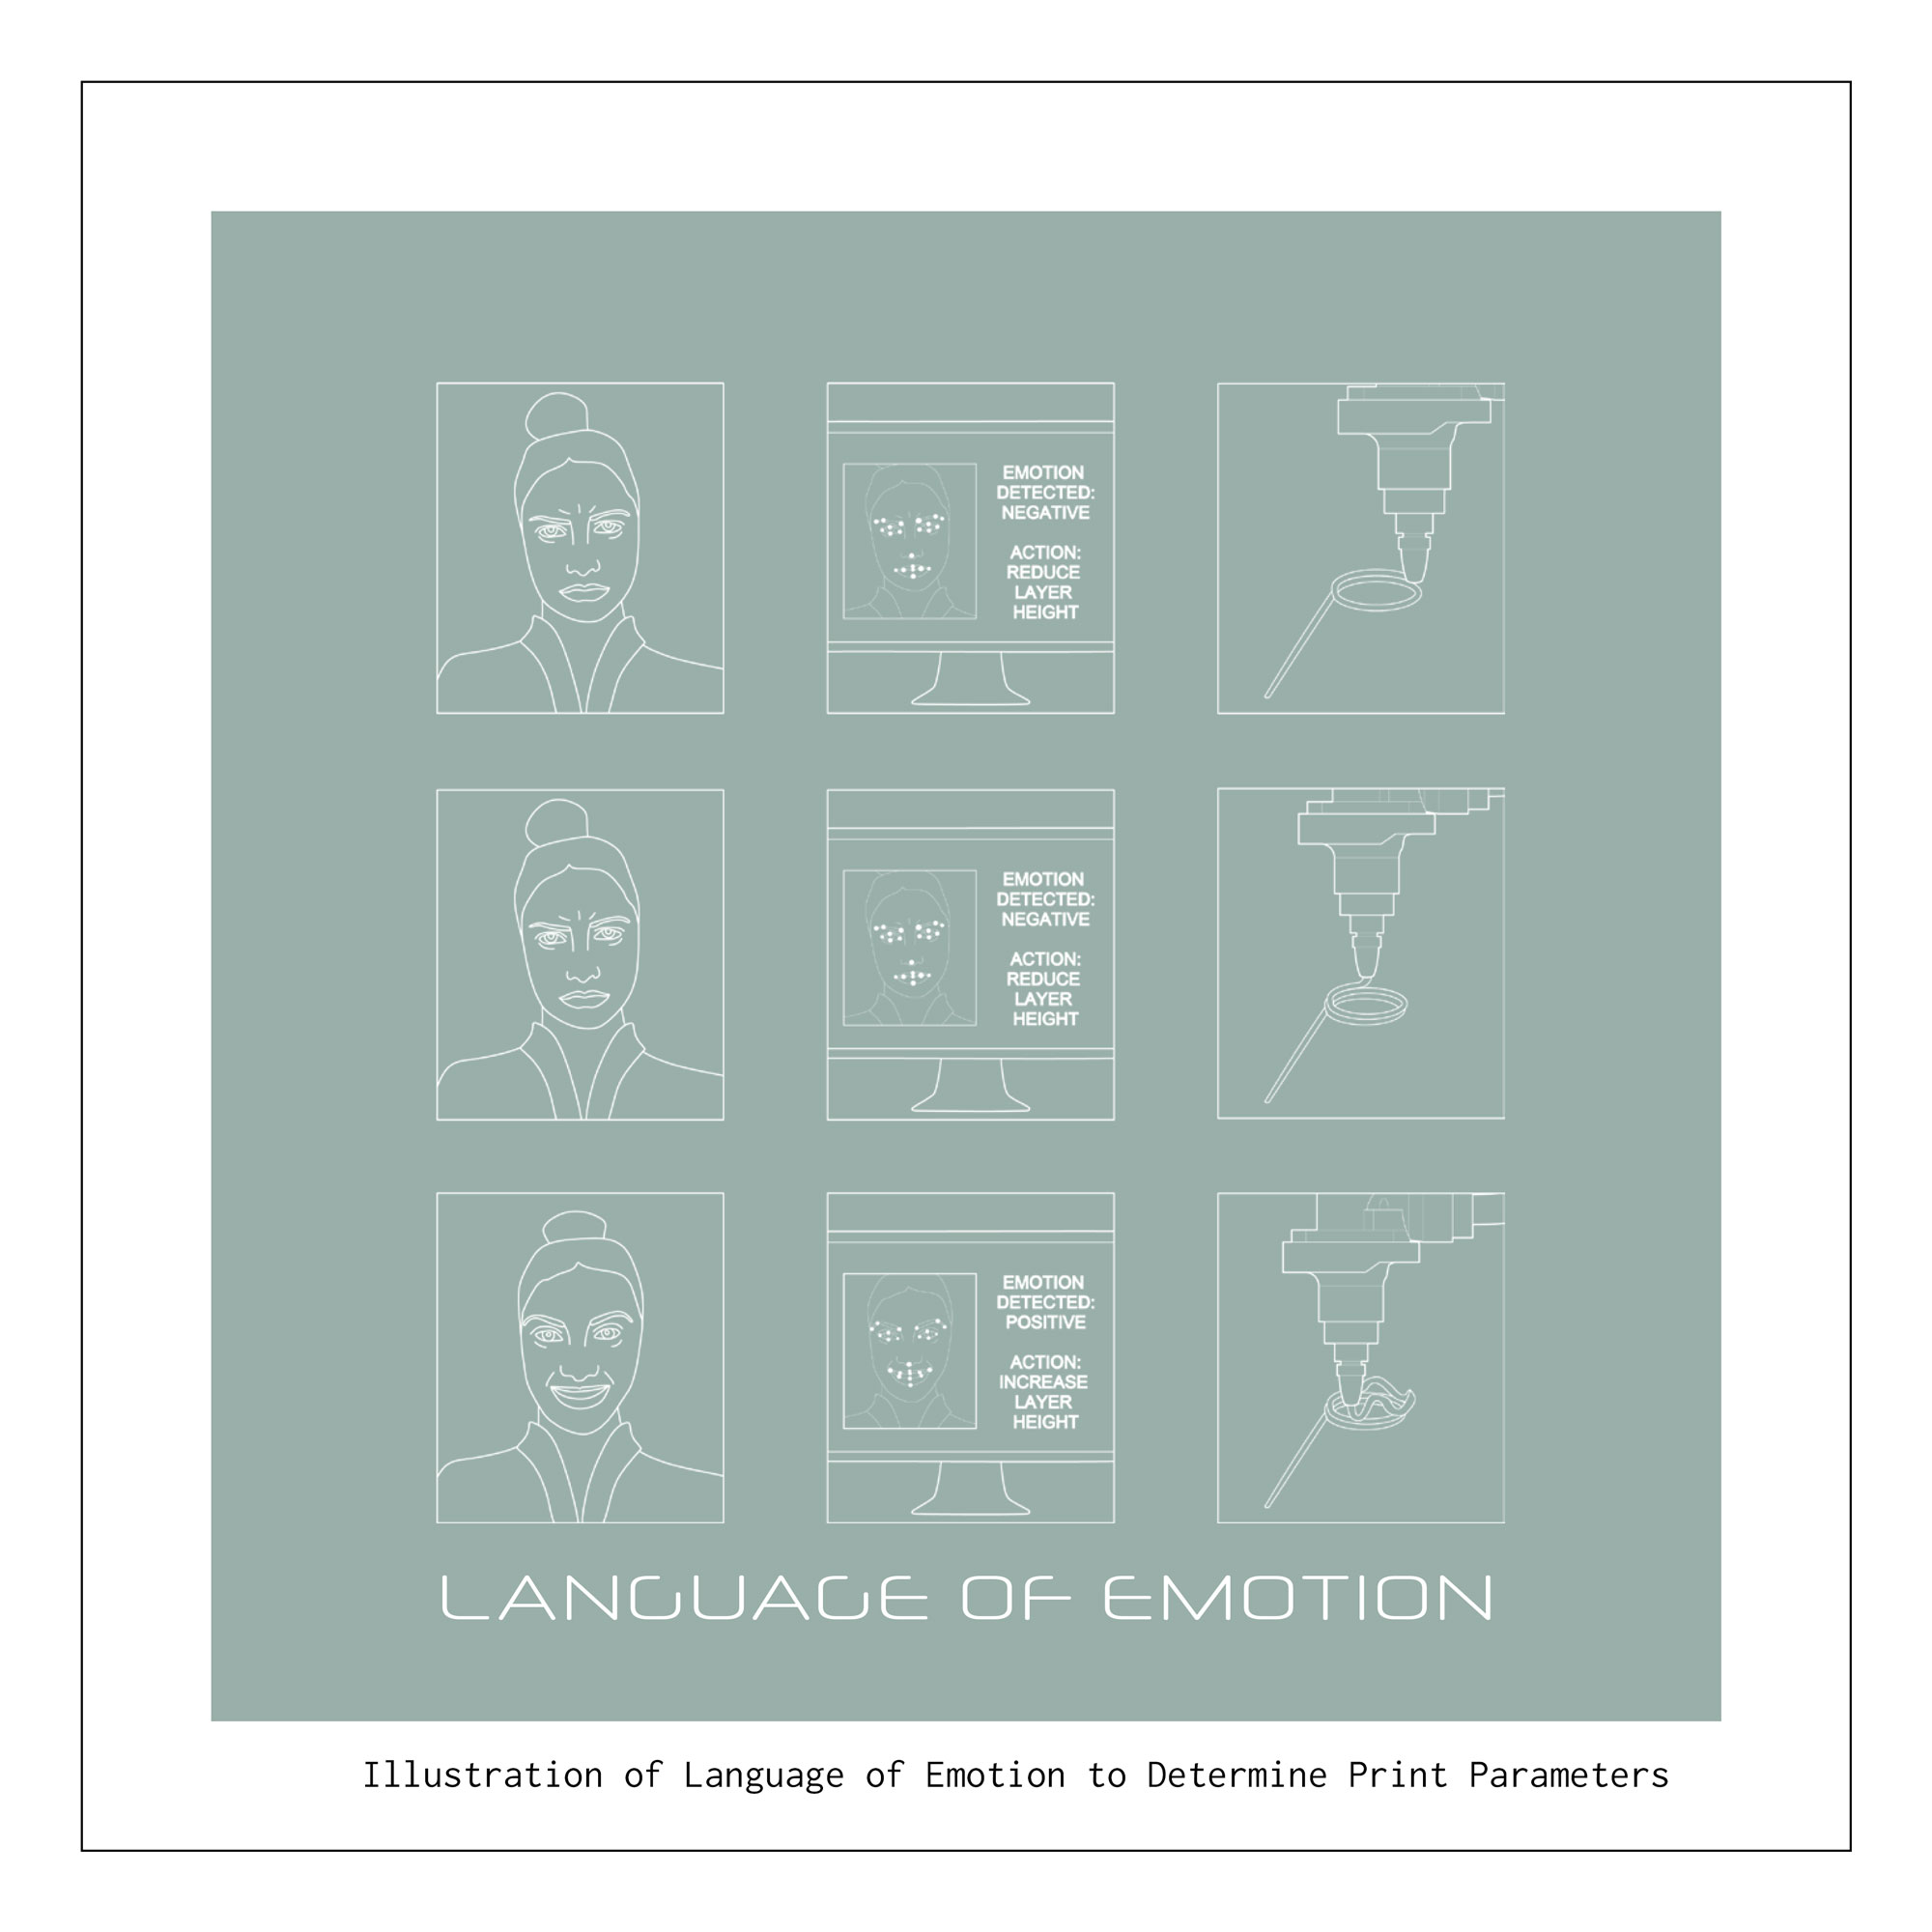 EMOTION
DETECTED:
NEGATIVE
ACTION:
REDUCE
LAYER
HEIGHT
EMOTION
DETECTED:
NEGATIVE
ACTION:
REDUCE
LAYER
HEIGHT
EMOTION
DETECTED:
POSITIVE
ACTION:
INCREASE
LAYER
HEIGHT
LANGUAGE OF EMOTION
Illustration of Language of Emotion to Determine Print Parameters